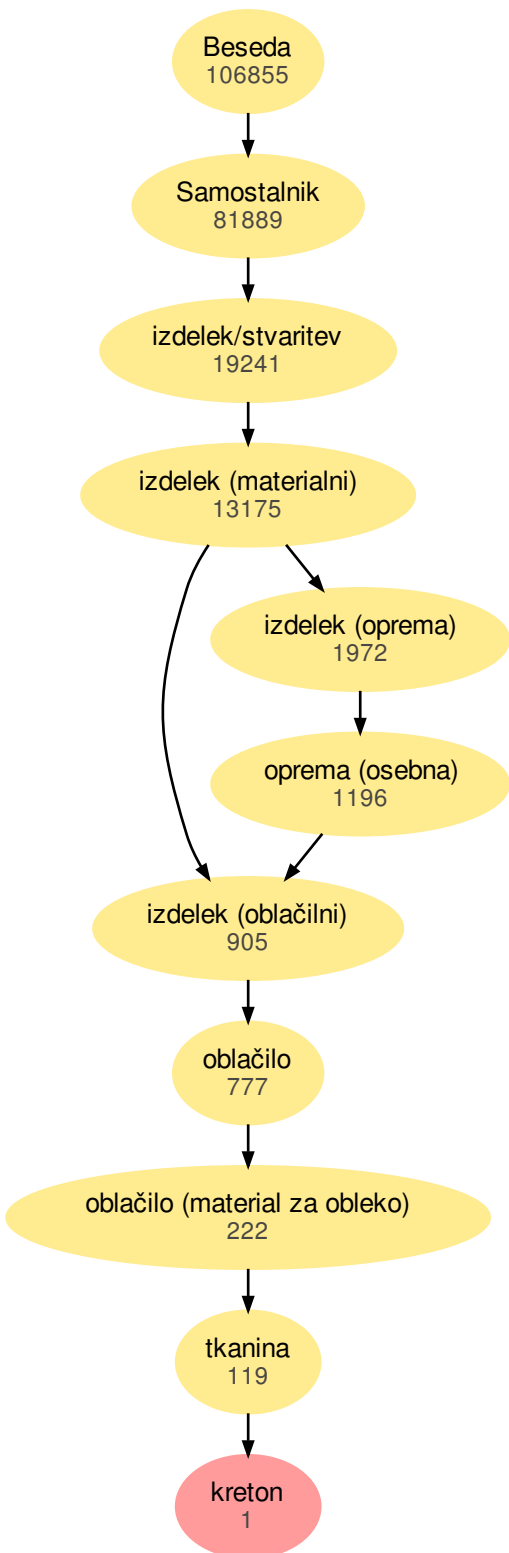 Beseda
106855
Samostalnik
81889
izdelek/stvaritev
19241
izdelek (materialni)
13175
izdelek (oprema)
1972
oprema (osebna)
1196
izdelek (oblačilni)
905
oblačilo
777
oblačilo (material za obleko)
222
tkanina
119
kreton
1